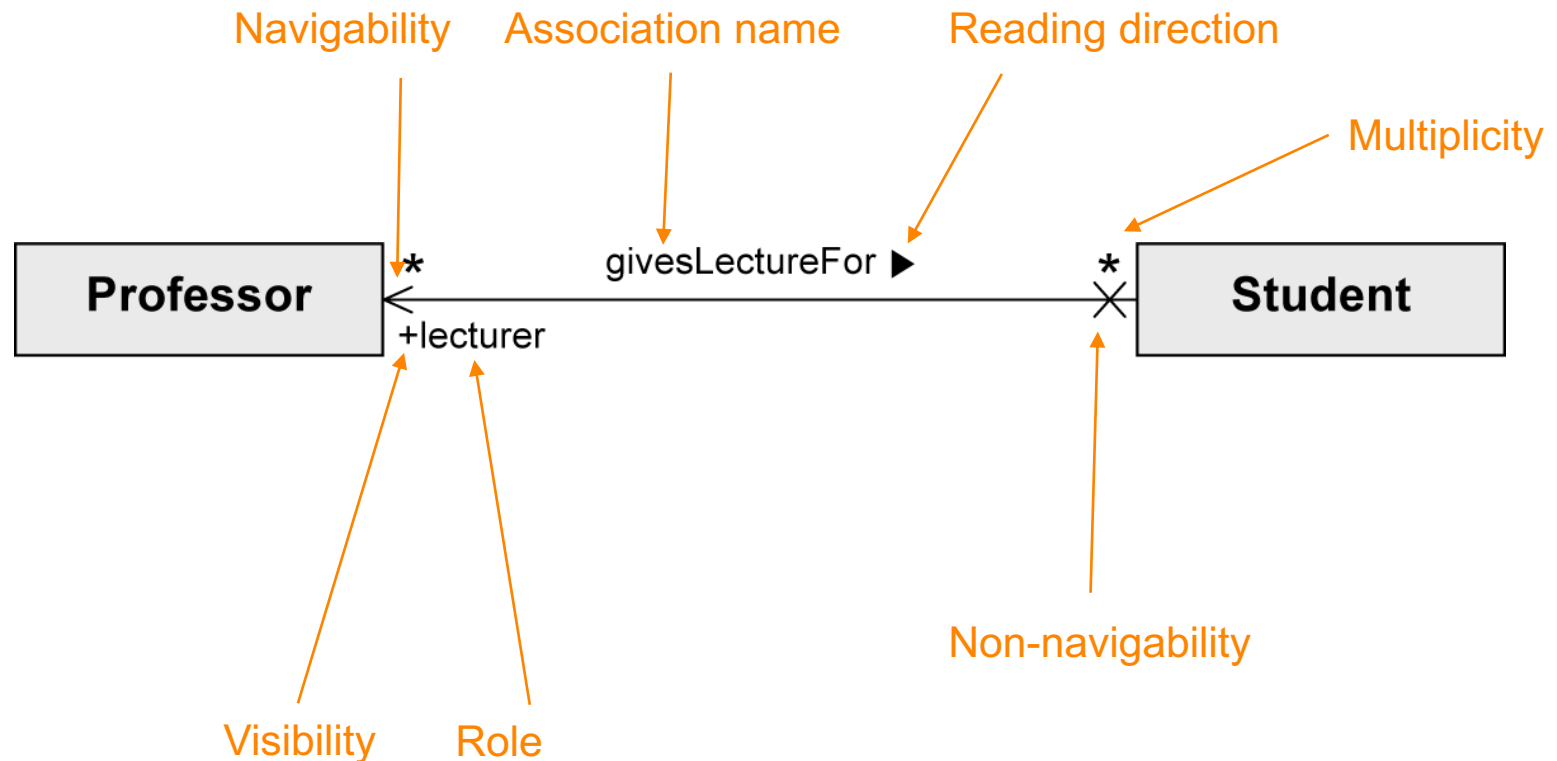 Navigability
Association name
Reading direction
Multiplicity
*
givesLectureFor ▶
*
Professor
Student
+lecturer
Non-navigability
Visibility
Role